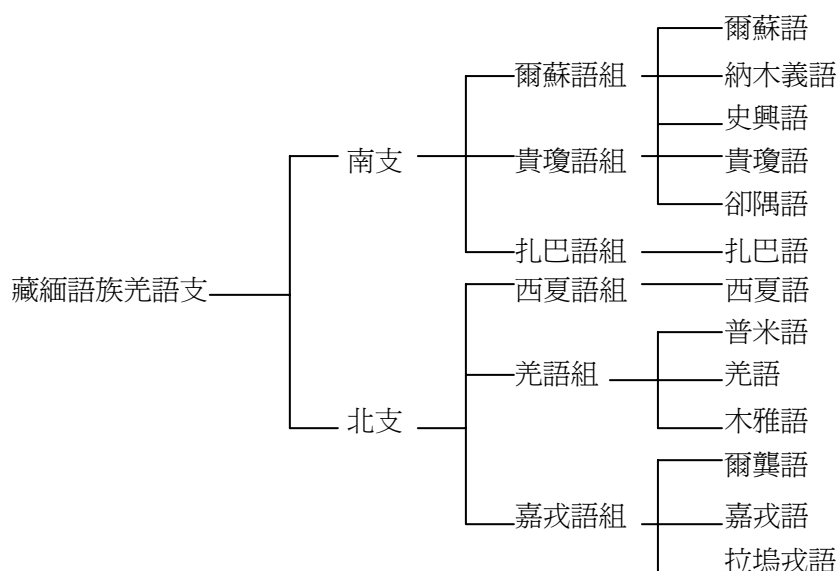 爾蘇語
爾蘇語組
納木義語
史興語
南支
貴瓊語組
貴瓊語
卻隅語
扎巴語組
扎巴語
藏緬語族羌語支
西夏語組
西夏語
普米語
羌語組
羌語
北支
木雅語
爾龔語
嘉戎語組
嘉戎語
拉塢戎語